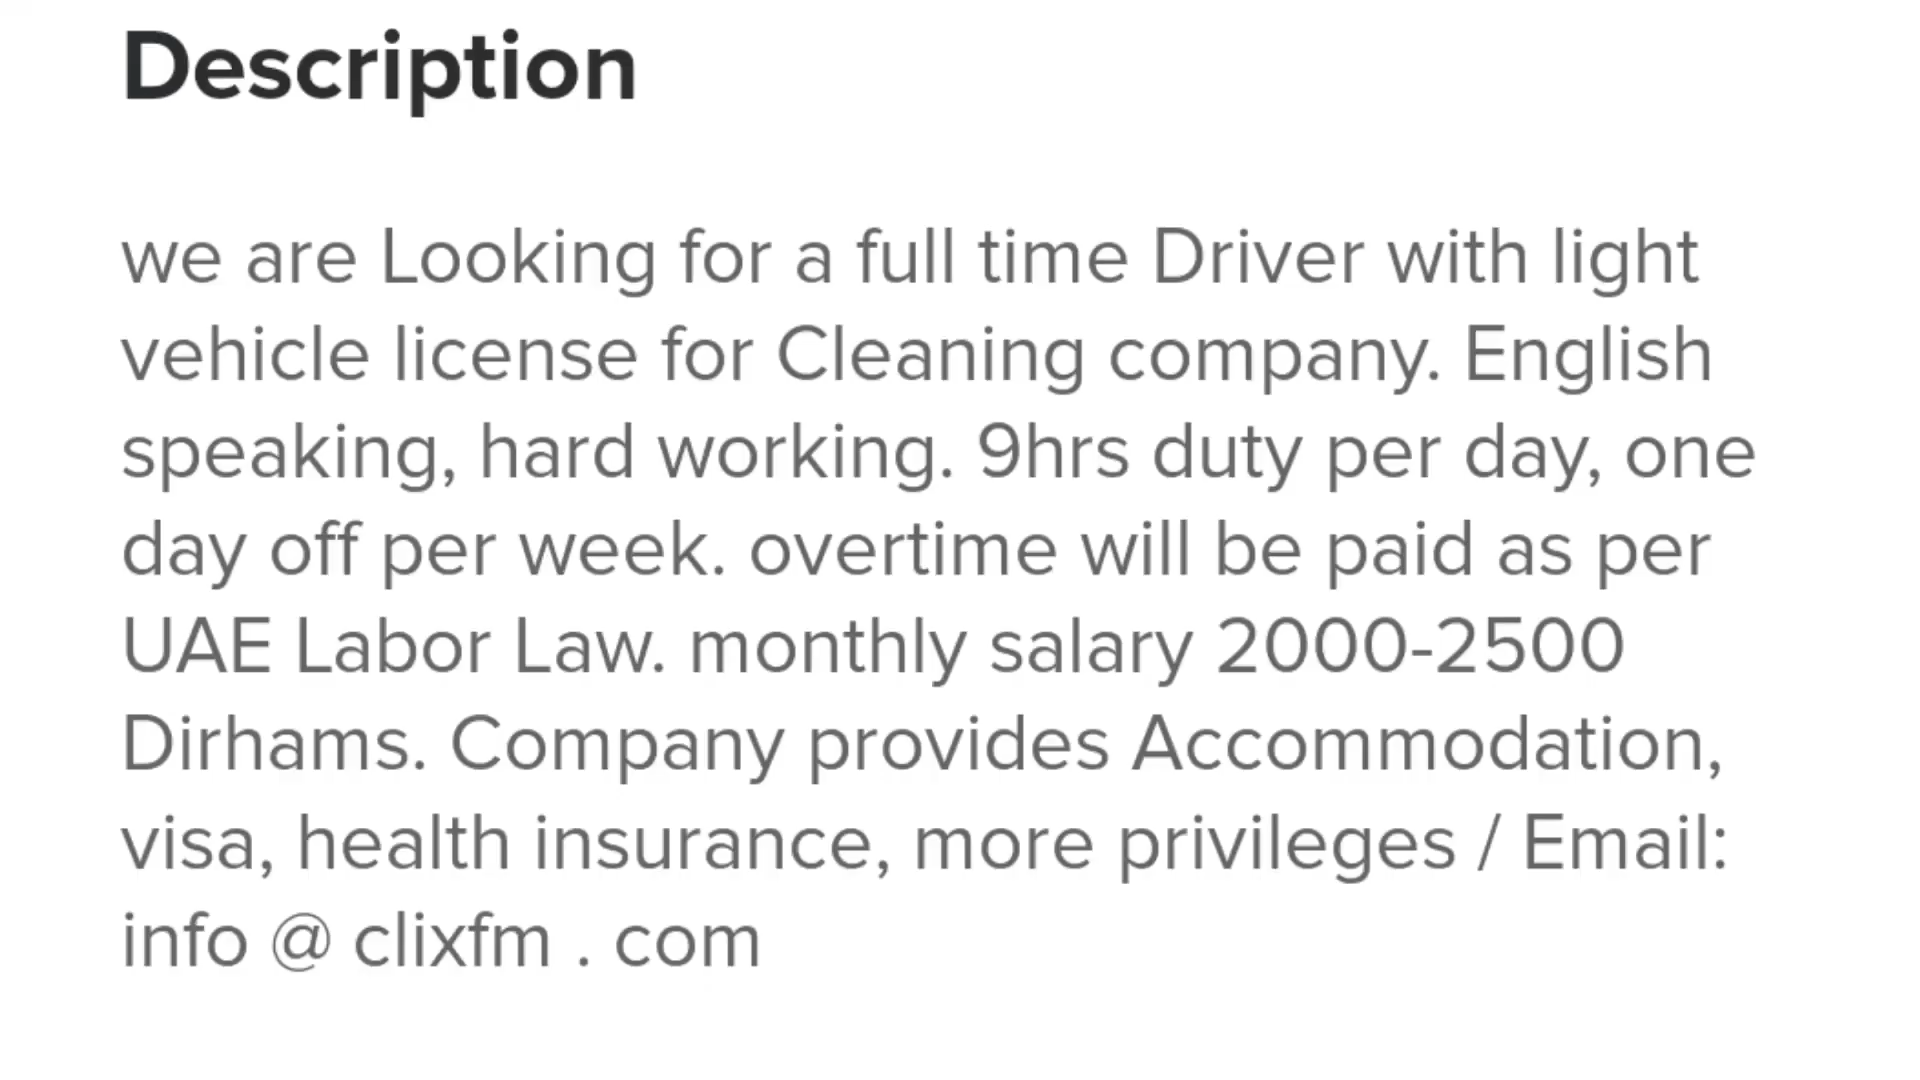 Description
we are Looking for a full time Driver with light
vehicle license for Cleaning company. English
speaking, hard working. 9hrs duty per day, one
day off per week. overtime will be paid as per
UAE Labor Law. monthly salary 2000-2500
Dirhams. Company provides Accommodation,
visa, health insurance, more privileges / Email:
info @ clixfm . com